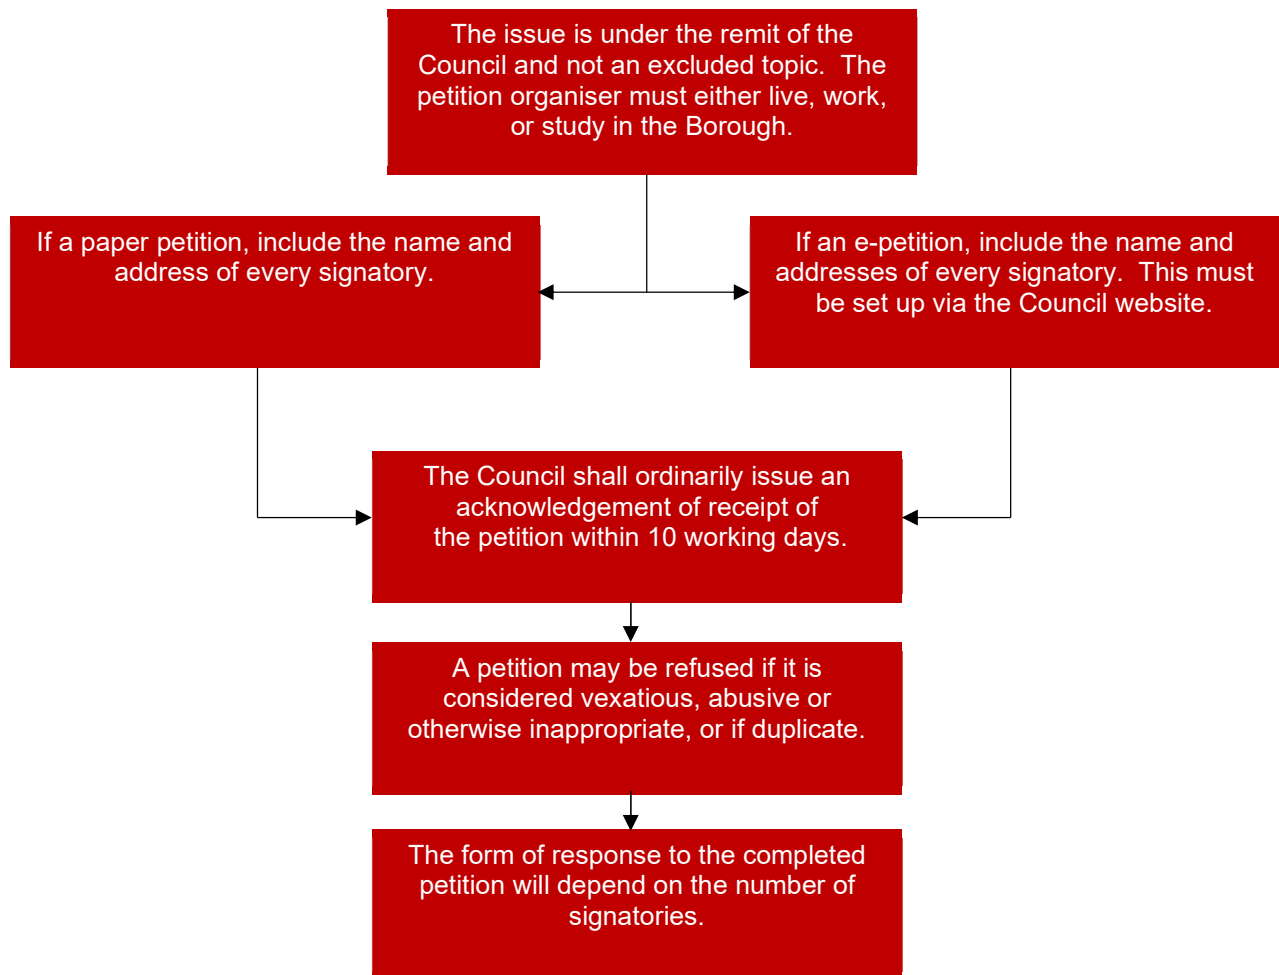 The issue is under the remit of the
Council and not an excluded topic.  The
petition organiser must either live, work,
or study in the Borough.
If a paper petition, include the name and
address of every signatory.
If an e-petition, include the name and
addresses of every signatory.  This must
be set up via the Council website.
The Council shall ordinarily issue an
acknowledgement of receipt of
the petition within 10 working days.
A petition may be refused if it is
considered vexatious, abusive or
otherwise inappropriate, or if duplicate.
The form of response to the completed
petition will depend on the number of
signatories.